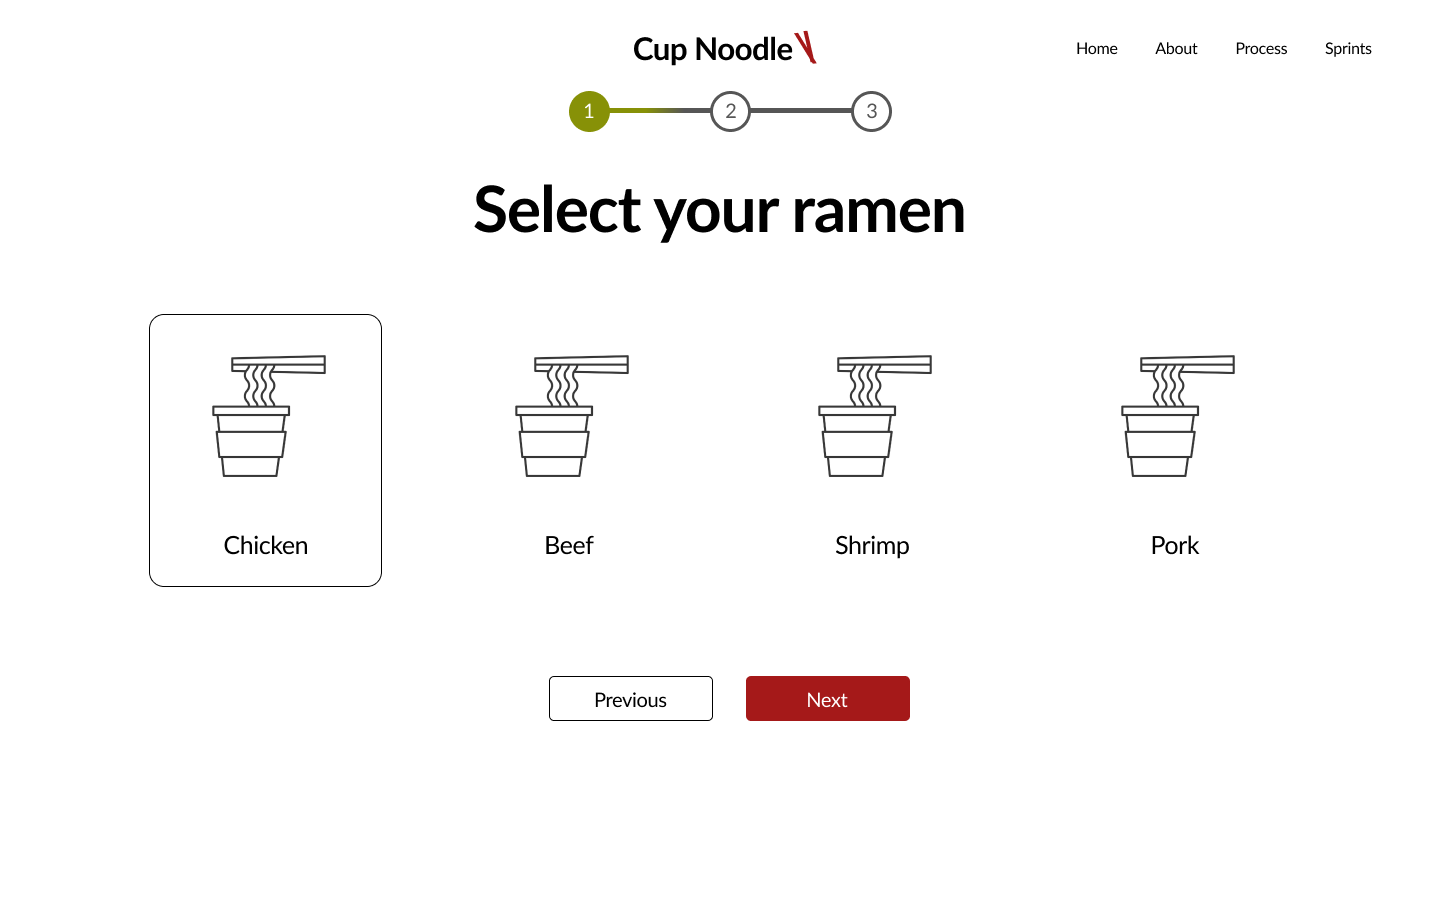 Cup Noodle
Home About Process Sprints
1 2 3
Select your ramen
Chicken Beef Shrimp Pork
Previous Next